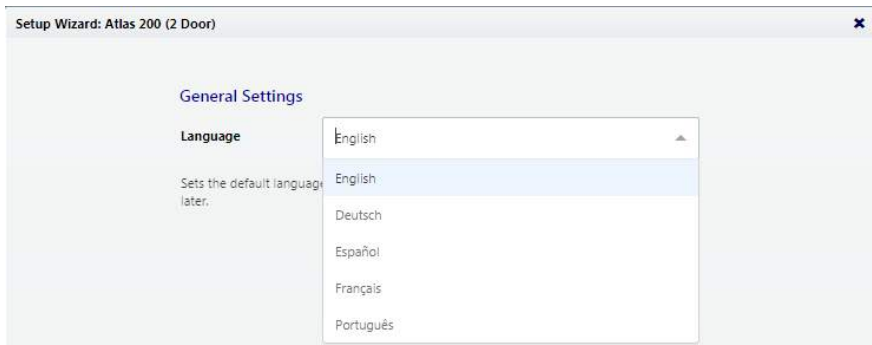 Setup Wizard: Atlas 200 (2 Door)
General Settings
Language
English
Sets the default language
later.
English
Deutsch
Español
Français
Português